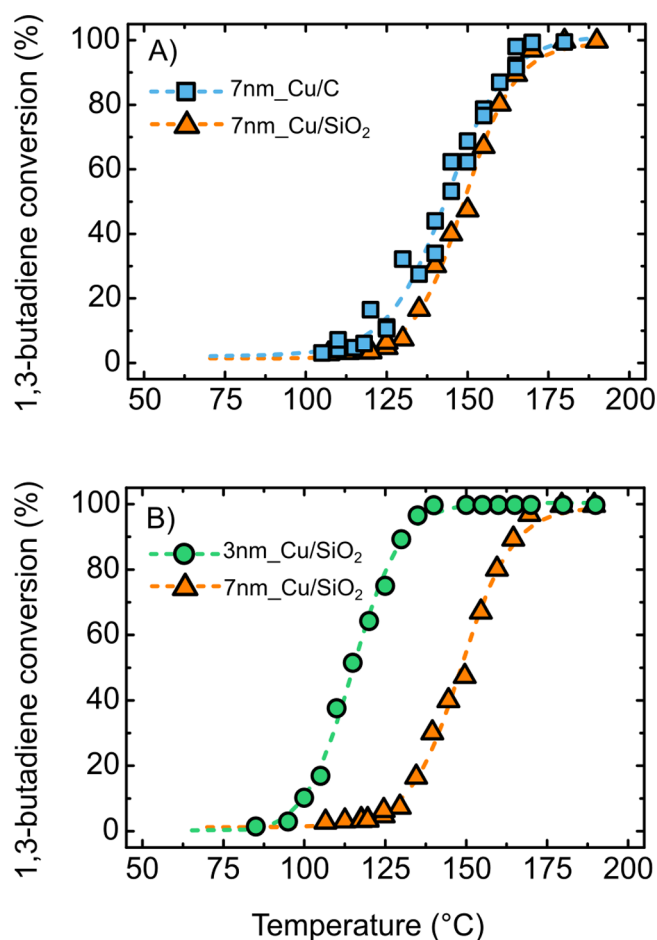 A)
7nm_Cu/C
7nm_Cu/SiO₂
1,3-butadiene conversion (%)
100
80
60
40
20
0
50 75 100 125 150 175 200
B)
3nm_Cu/SiO₂
7nm_Cu/SiO₂
1,3-butadiene conversion (%)
100
80
60
40
20
0
50 75 100 125 150 175 200
Temperature (°C)